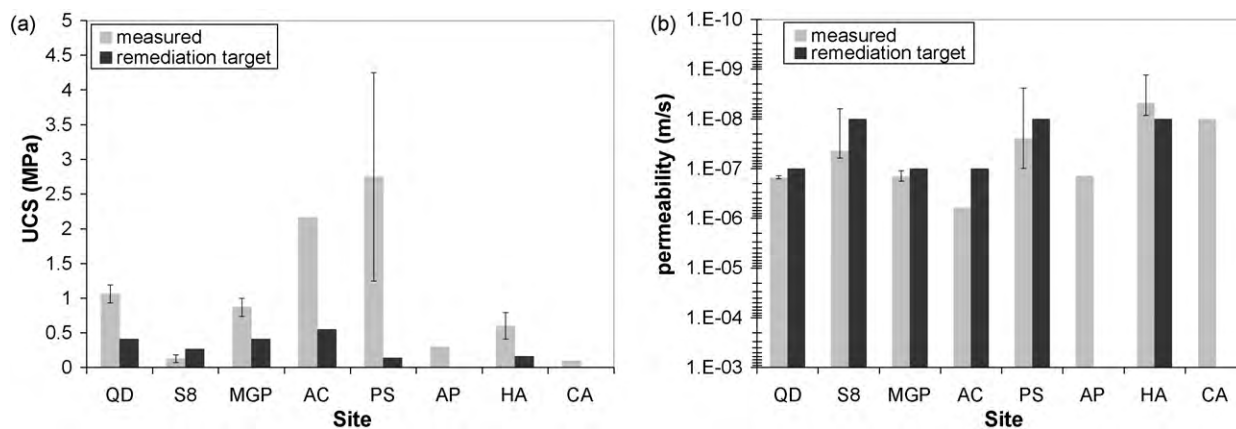 (a)
5
4.5
4
3.5
3
2.5
2
1.5
1
0.5
0
UCS (MPa)
measured
remediation target
QD S8 MGP AC PS AP HA CA
Site
(b)
1.E-10
1.E-09
1.E-08
1.E-07
1.E-06
1.E-05
1.E-04
1.E-03
permeability (m/s)
measured
remediation target
QD S8 MGP AC PS AP HA CA
Site